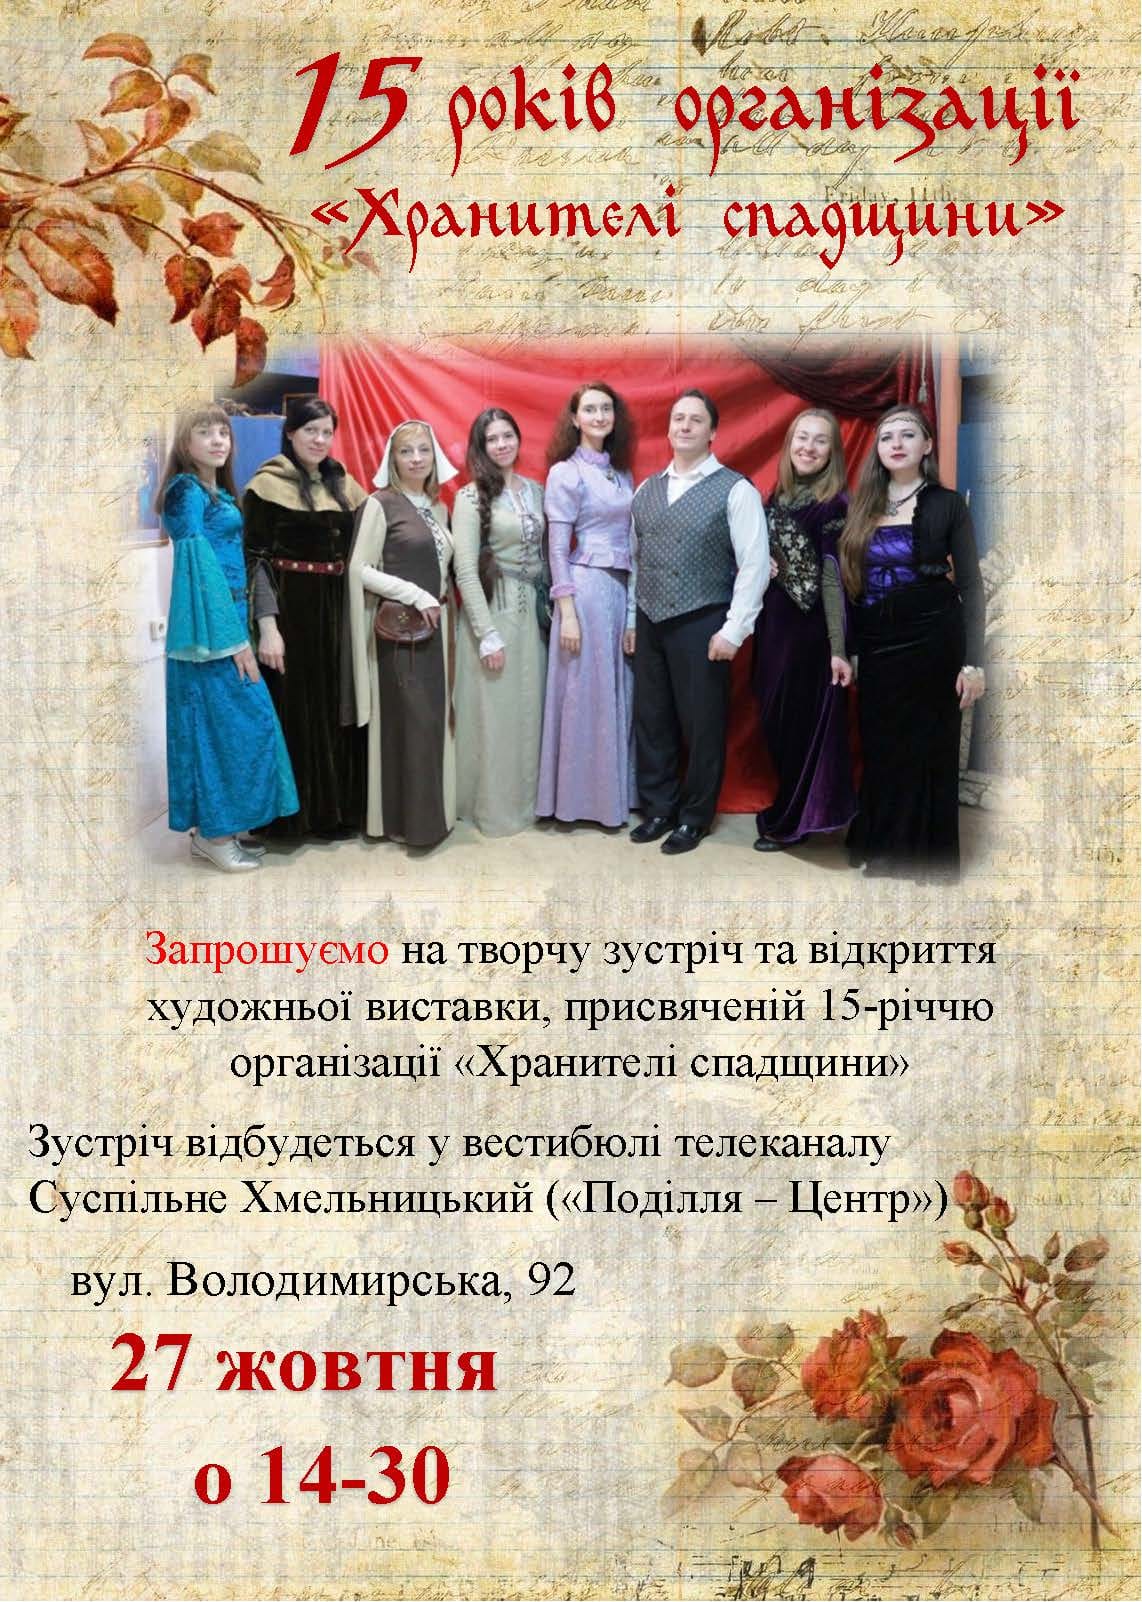 15 років організації
«Хранителі спадщини»
Запрошуємо на творчу зустріч та відкриття
художньої виставки, присвяченій 15-річчю
організації «Хранителі спадщини»
Зустріч відбудеться у вестибюлі телеканалу
Суспільне Хмельницький («Поділля – Центр»)
вул. Володимирська, 92
27 жовтня
о 14-30